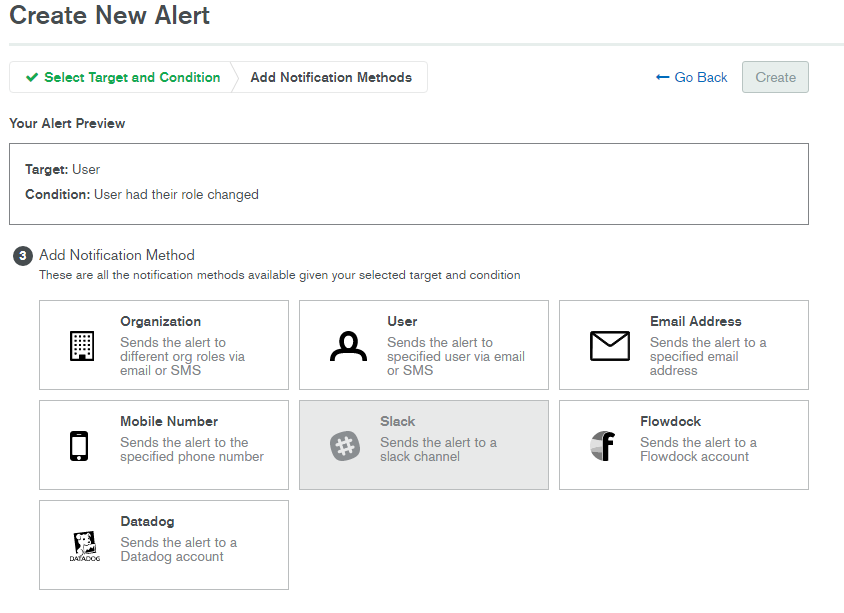 Create New Alert
✔ Select Target and Condition
Add Notification Methods
← Go Back
Create
Your Alert Preview
Target: User
Condition: User had their role changed
3 Add Notification Method
These are all the notification methods available given your selected target and condition
Organization
Sends the alert to
different org roles via
email or SMS
User
Sends the alert to
specified user via email
or SMS
Email Address
Sends the alert to a
specified email
address
Mobile Number
Sends the alert to the
specified phone number
Slack
Sends the alert to a
slack channel
Flowdock
Sends the alert to a
Flowdock account
DATADOG
Datadog
Sends the alert to a
Datadog account